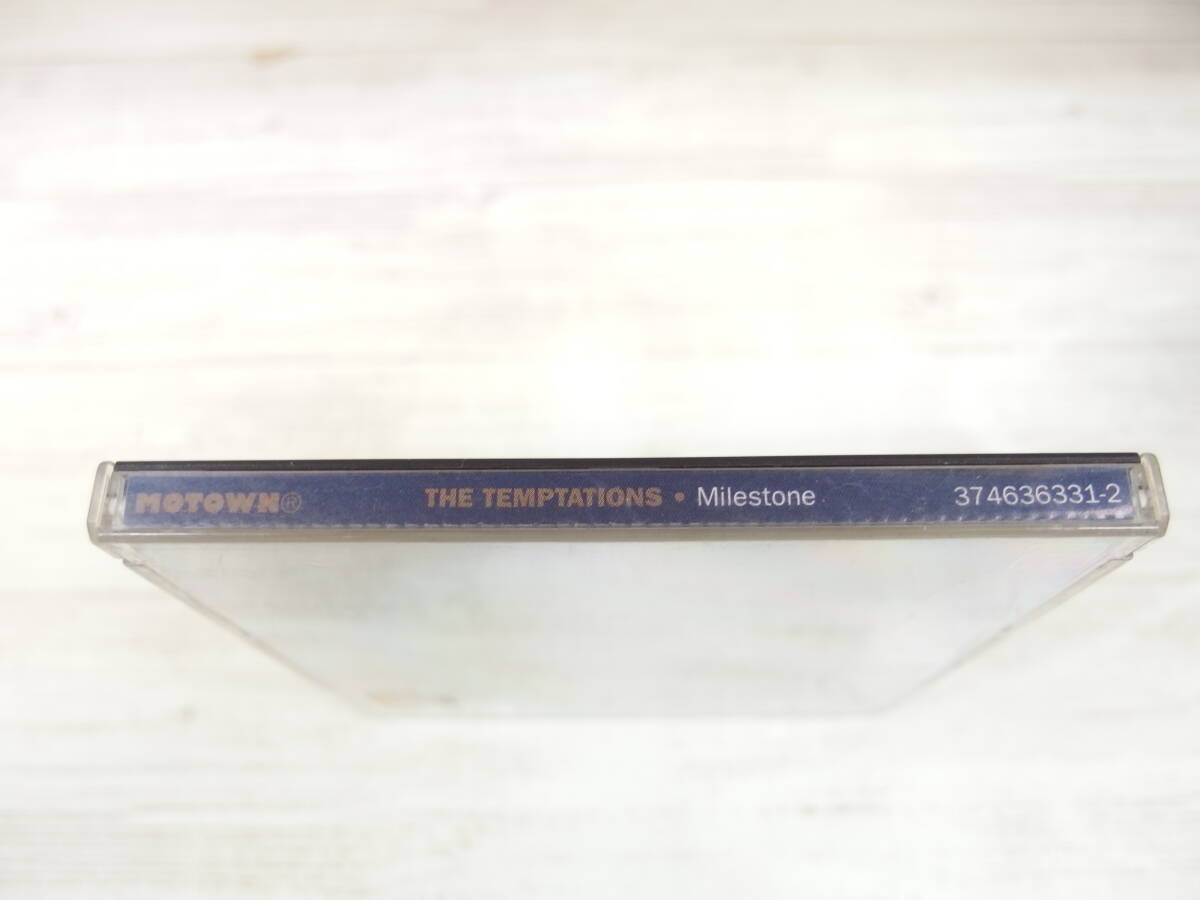 MOTOWN® THE TEMPTATIONS • Milestone 374636331-2